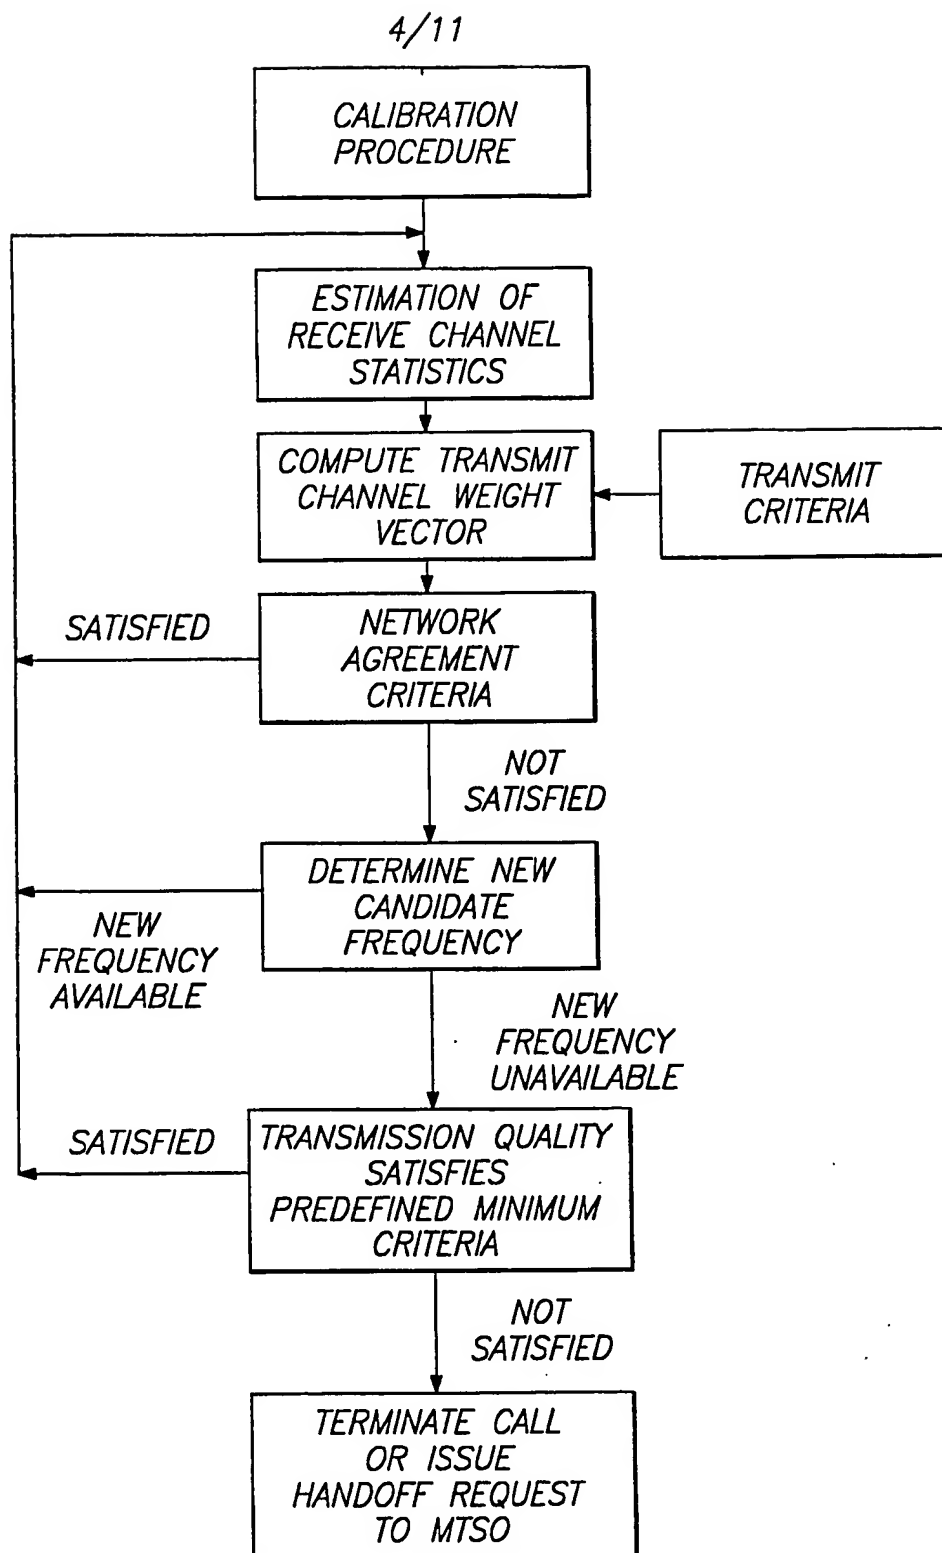 4/11
CALIBRATION
PROCEDURE
ESTIMATION OF
RECEIVE CHANNEL
STATISTICS
COMPUTE TRANSMIT
CHANNEL WEIGHT
VECTOR
TRANSMIT
CRITERIA
SATISFIED
NETWORK
AGREEMENT
CRITERIA
NOT
SATISFIED
DETERMINE NEW
CANDIDATE
FREQUENCY
NEW
FREQUENCY
AVAILABLE
NEW
FREQUENCY
UNAVAILABLE
SATISFIED
TRANSMISSION QUALITY
SATISFIES
PREDEFINED MINIMUM
CRITERIA
NOT
SATISFIED
TERMINATE CALL
OR ISSUE
HANDOFF REQUEST
TO MTSO